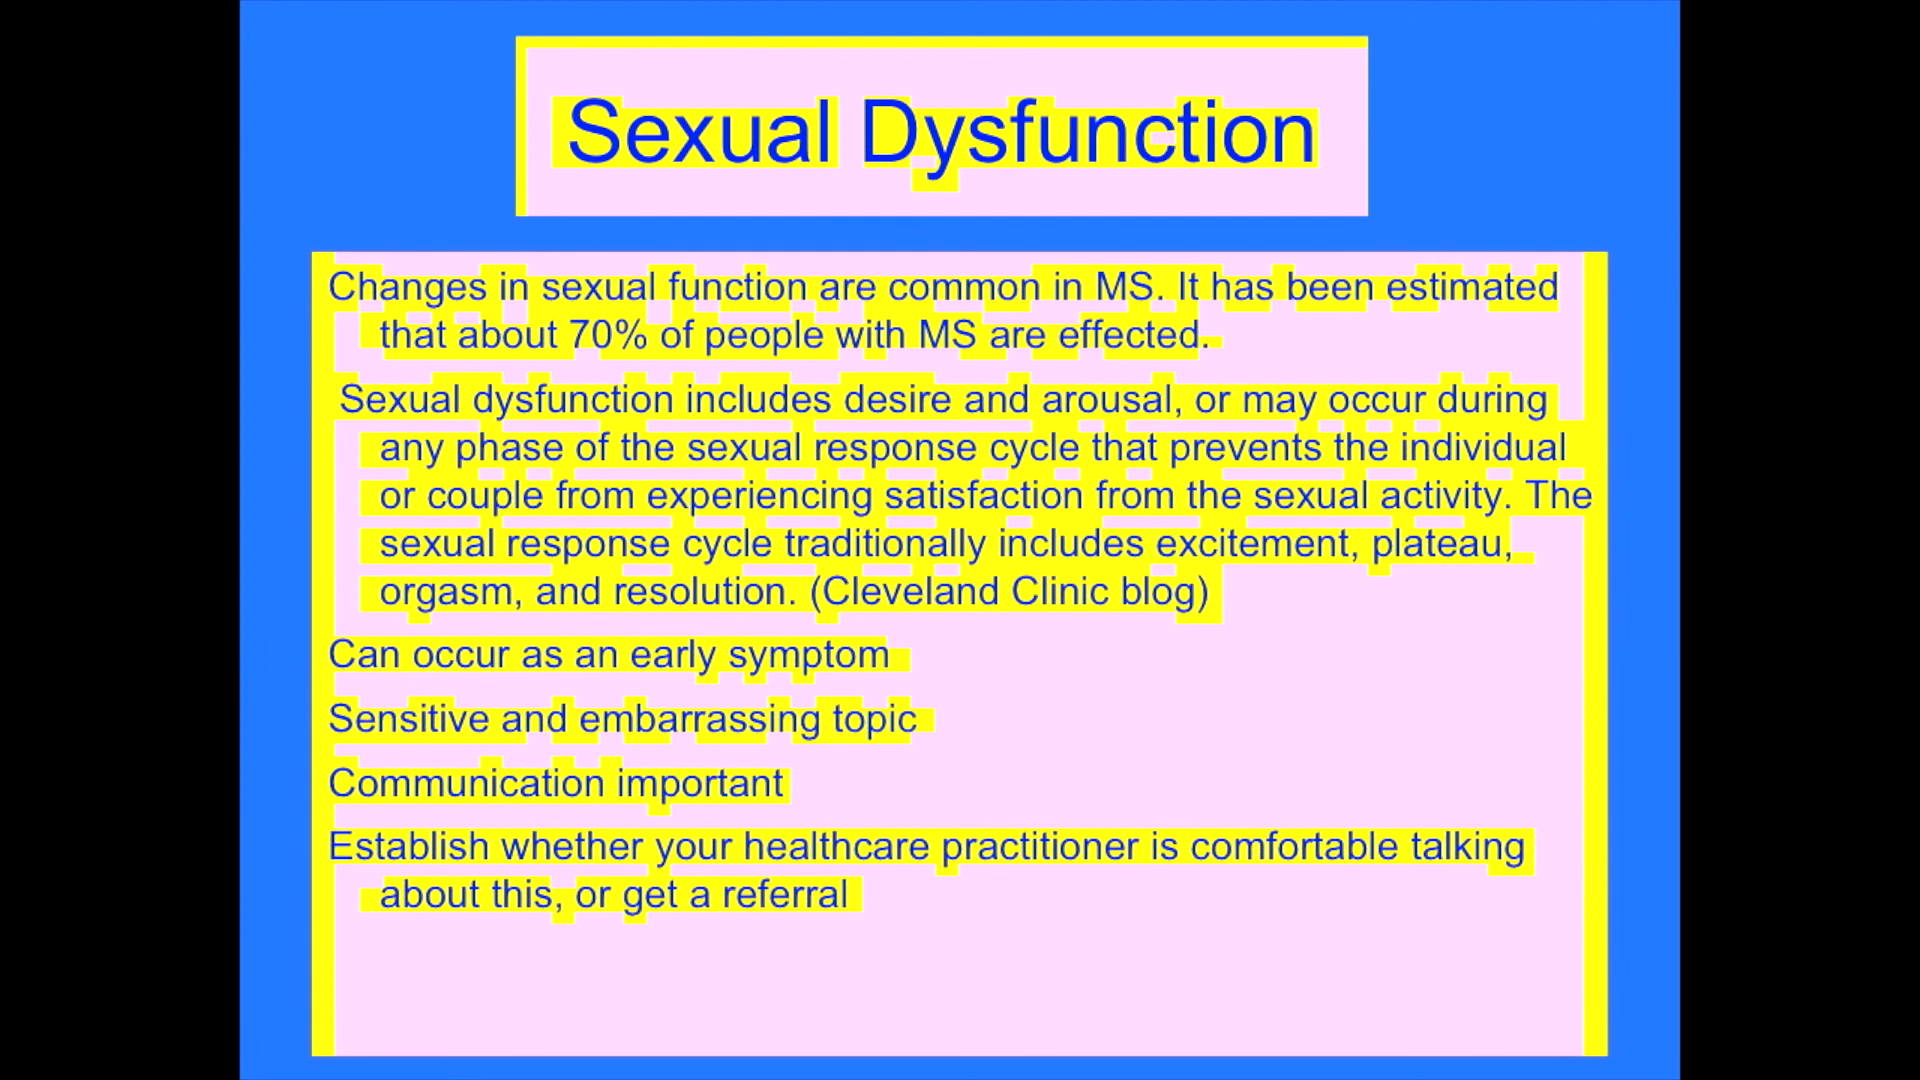 Sexual Dysfunction
Changes in sexual function are common in MS. It has been estimated
that about 70% of people with MS are effected.
Sexual dysfunction includes desire and arousal, or may occur during
any phase of the sexual response cycle that prevents the individual
or couple from experiencing satisfaction from the sexual activity. The
sexual response cycle traditionally includes excitement, plateau,
orgasm, and resolution. (Cleveland Clinic blog)
Can occur as an early symptom
Sensitive and embarrassing topic
Communication important
Establish whether your healthcare practitioner is comfortable talking
about this, or get a referral